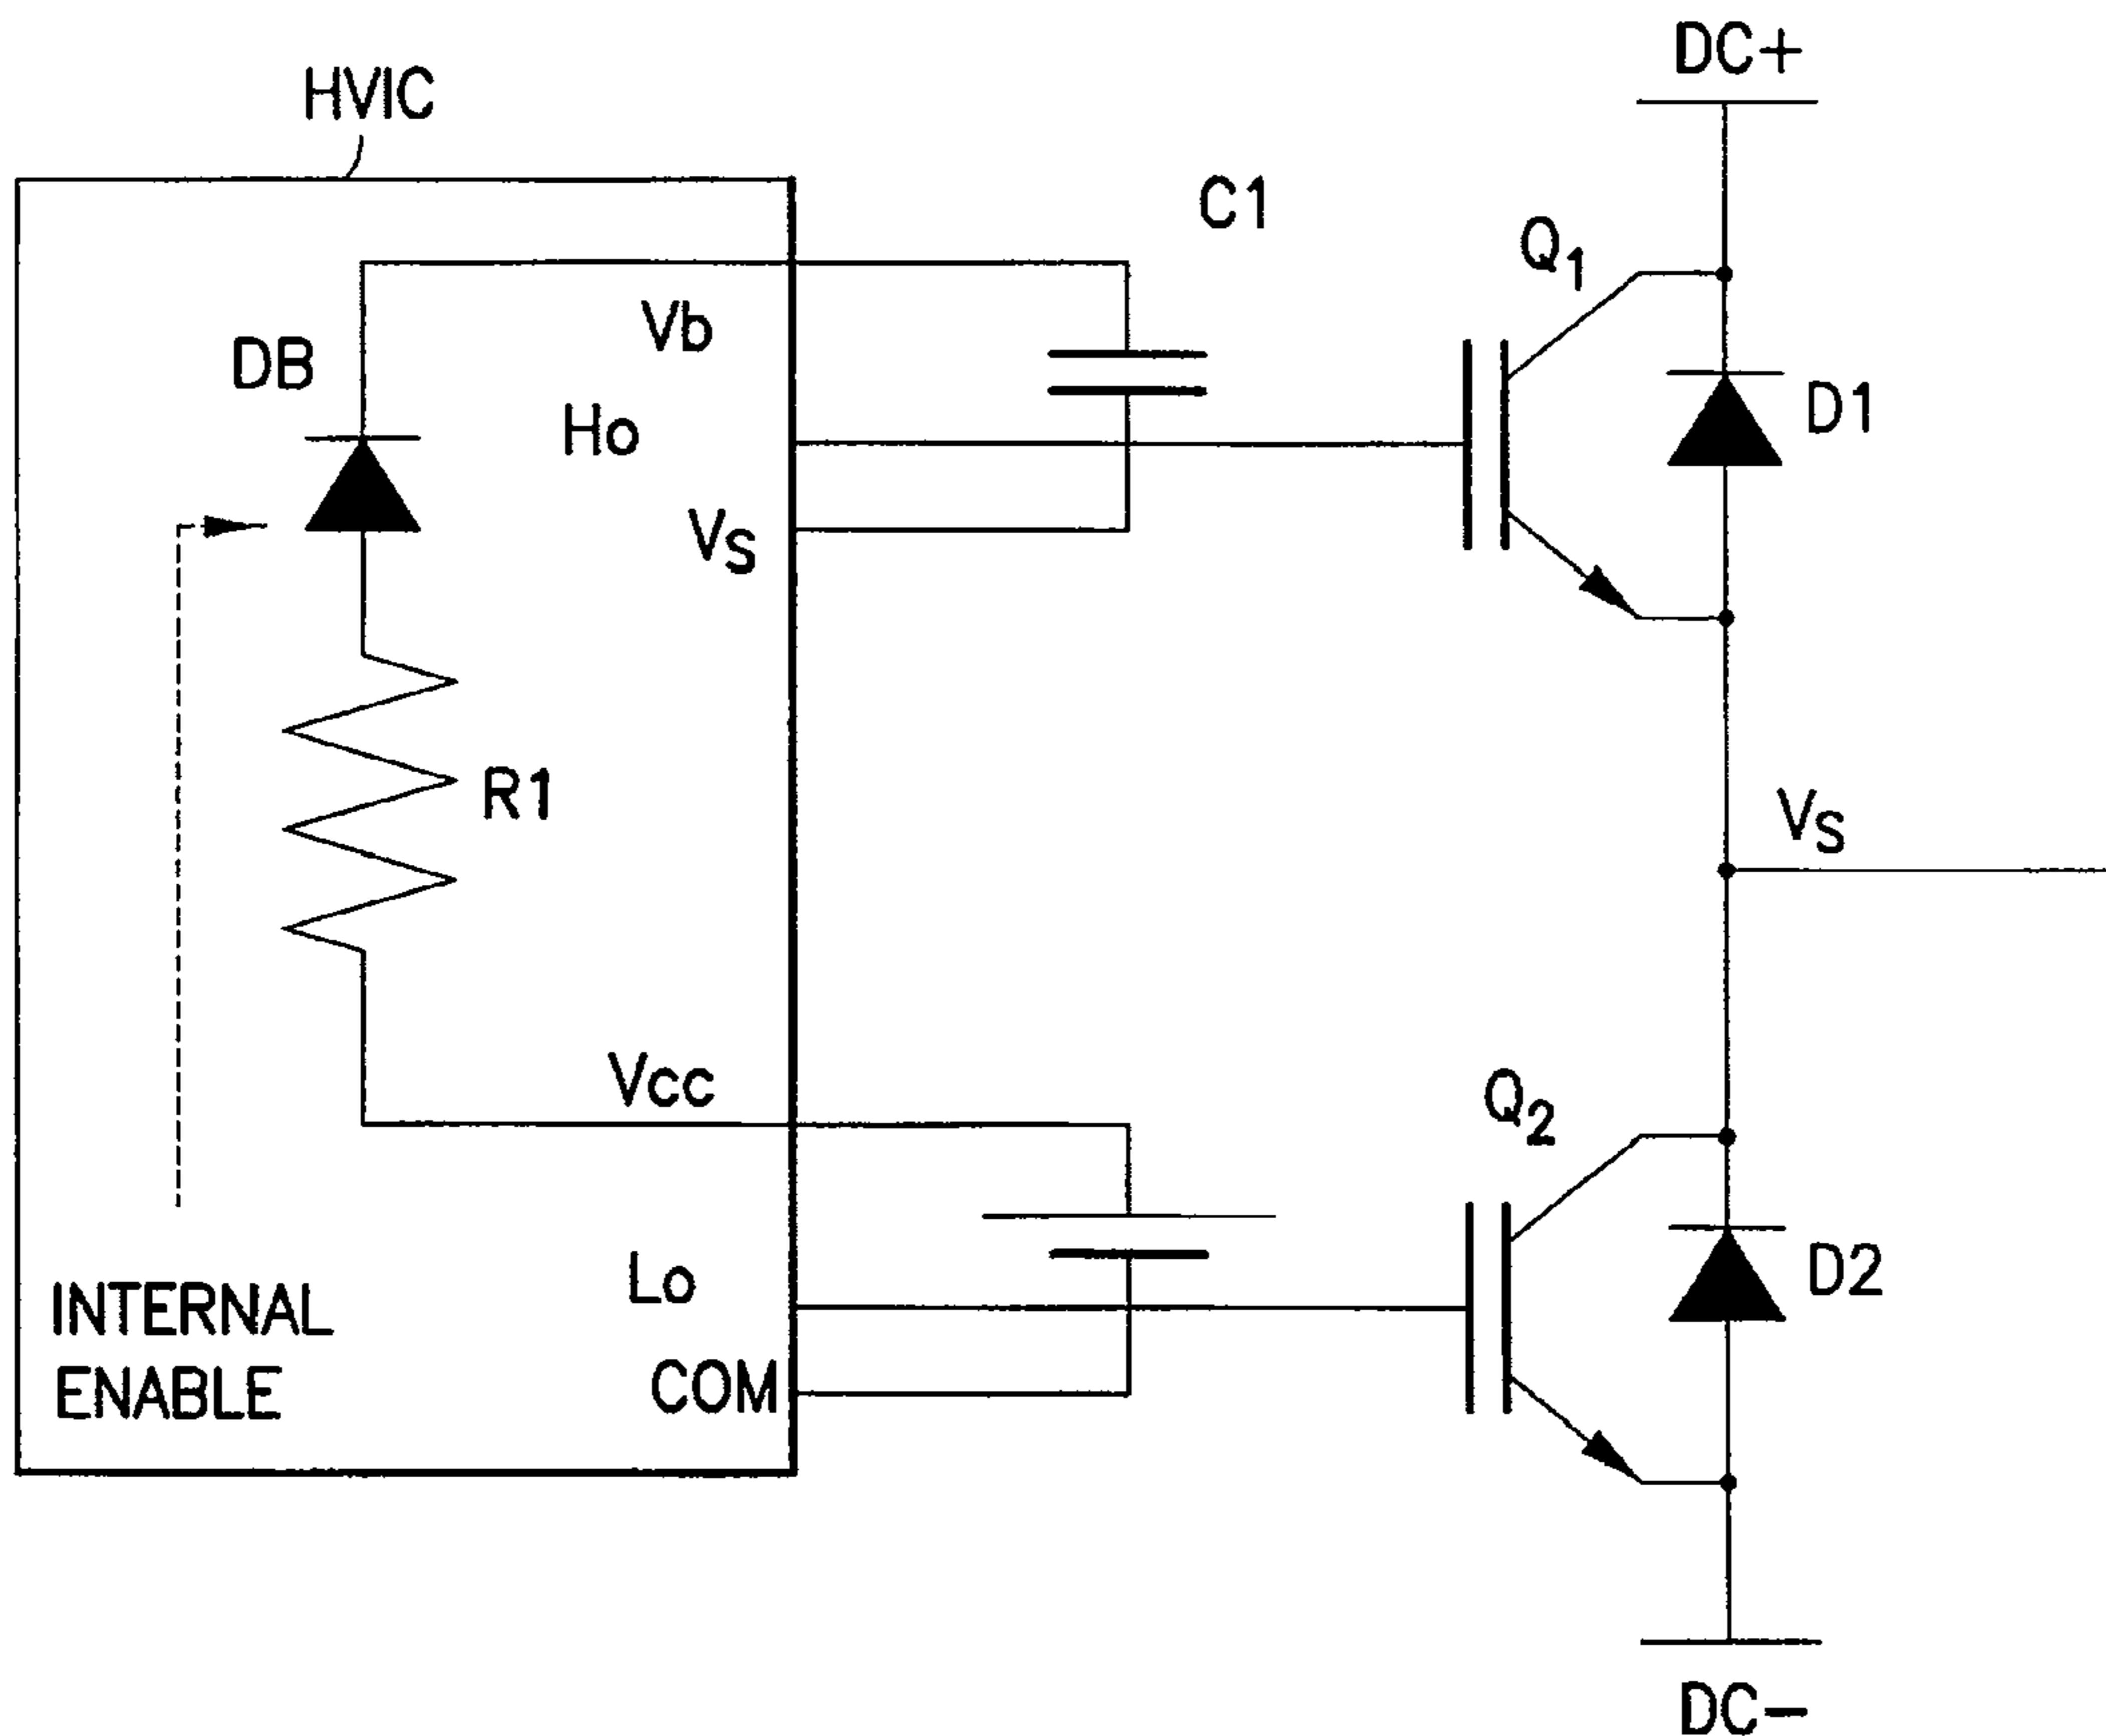 DC+
HVIC
C1
Q1
Vb
DB
D1
Ho
VS
R1
VS
Vcc
Q2
Lo
D2
INTERNAL
ENABLE
COM
DC−